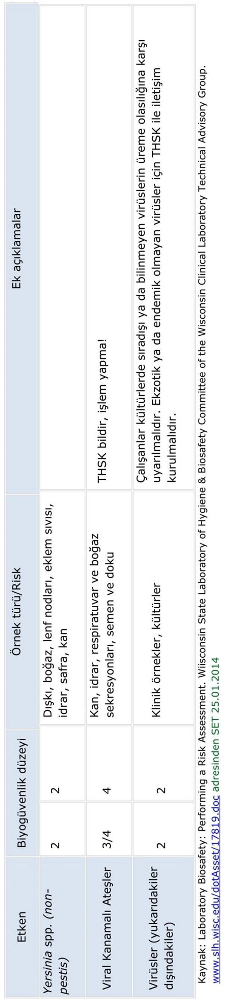 Etken Biyogüvenlik düzeyi Örnek türü/Risk Ek açıklamalar
Yersinia spp. (non-
pestis)
2 2
Dışkı, boğaz, lenf nodları, eklem sıvısı,
idrar, safra, kan
Viral Kanamalı Ateşler
3/4 4
Kan, idrar, respiratuvar ve boğaz
sekresyonları, semen ve doku
THSK bildir, işlem yapma!
Virüsler (yukarıdakiler
dışındakiler)
2 2
Klinik örnekler, kültürler
Çalışanlar kültürlerde sıradışı ya da bilinmeyen virüslerin üreme olasılığına karşı
uyarılmalıdır. Ekzotik ya da endemik olmayan virüsler için THSK ile iletişim
kurulmalıdır.
Kaynak: Laboratory Biosafety: Performing a Risk Assessment. Wiisconsin State Laboratory of Hygiene & Biosafety Committee of the Wisconsin Clinical Laboratory Technical Advisory Group.
www.slh.wisc.edu/dotAsset/17819.doc adresinden SET 25.01.2014